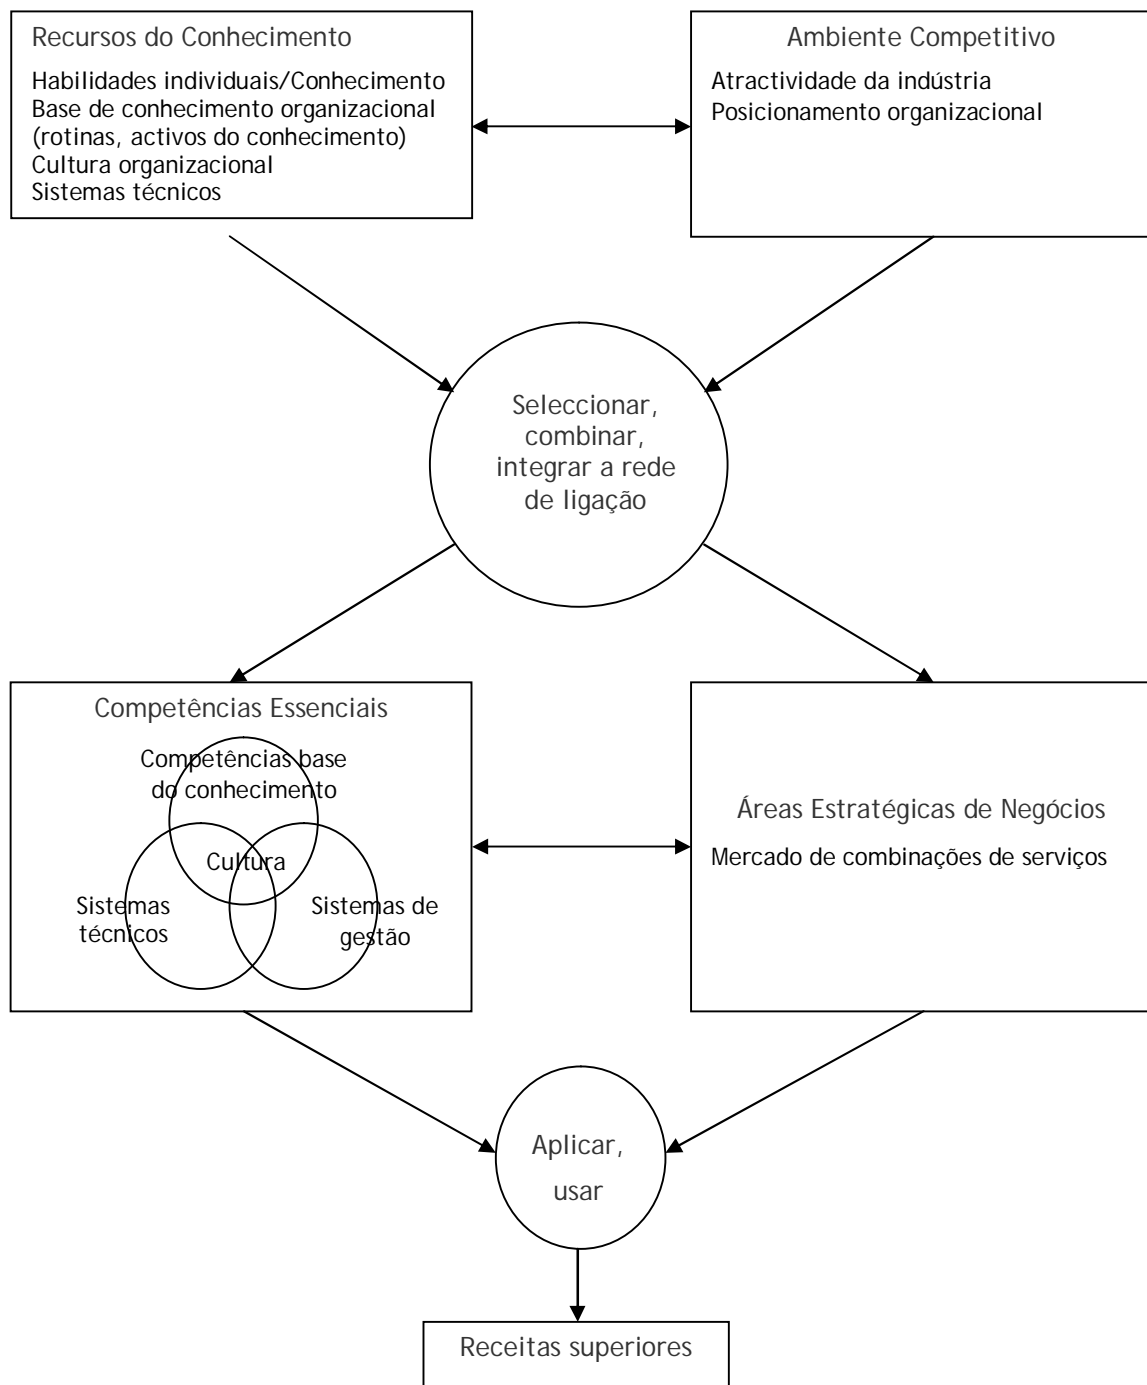 Recursos do Conhecimento
Habilidades individuais/Conhecimento
Base de conhecimento organizacional
(rotinas, activos do conhecimento)
Cultura organizacional
Sistemas técnicos
Ambiente Competitivo
Atractividade da indústria
Posicionamento organizacional
Seleccionar,
combinar,
integrar a rede
de ligação
Competências Essenciais
Competências base
do conhecimento
Cultura
Sistemas
técnicos
Sistemas de
gestão
Áreas Estratégicas de Negócios
Mercado de combinações de serviços
Aplicar,
usar
Receitas superiores